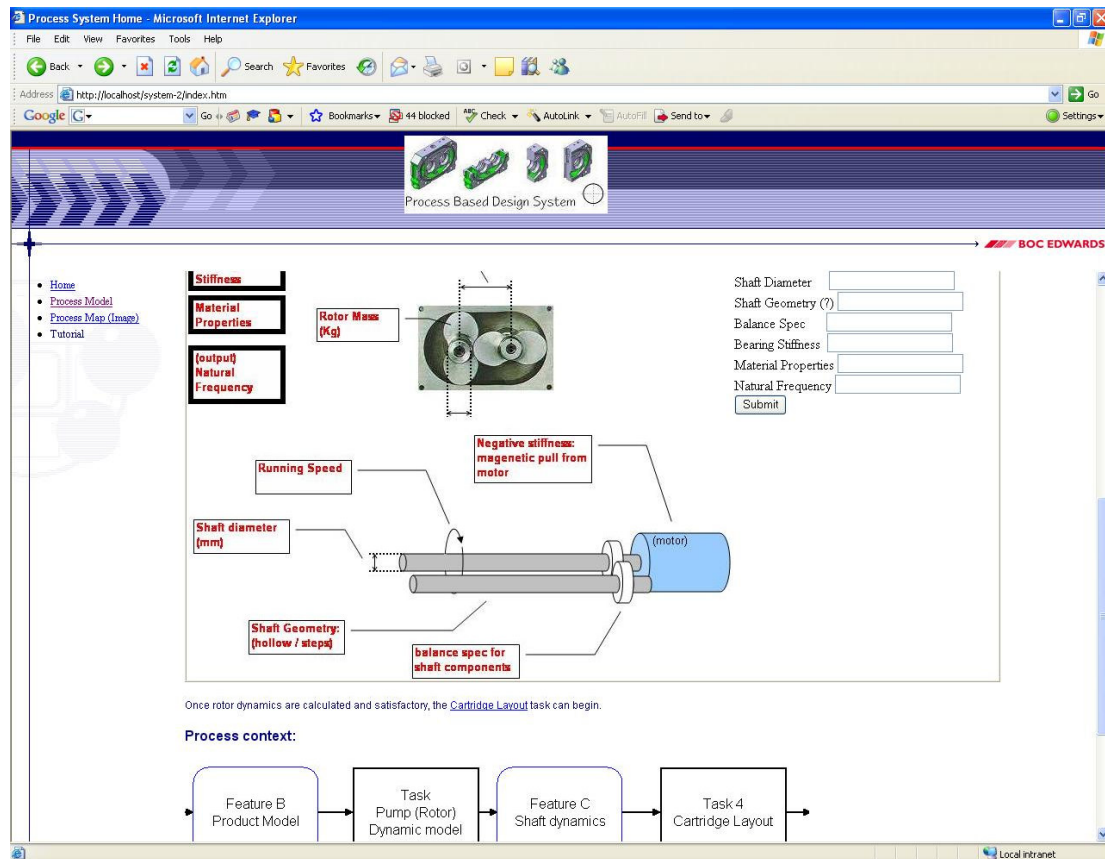 Process System Home - Microsoft Internet Explorer
File Edit View Favorites Tools Help
Back Search Favorites
Address http://localhost/system-2/index.htm Go
Google G Go Bookmarks 44 blocked ABC Check AutoLink AutoFill Send to Settings
Process Based Design System
BOC EDWARDS
Home
Process Model
Process Map (Image)
Tutorial
Stiffness
Material
Properties
(output)
Natural
Frequency
Rotor Mass
(Kg)
Shaft Diameter
Shaft Geometry (?)
Balance Spec
Bearing Stiffness
Material Properties
Natural Frequency
Submit
Negative stiffness:
magenetic pull from
motor
Running Speed
Shaft diameter
(mm)
(motor)
Shaft Geometry:
(hollow / steps)
balance spec for
shaft components
Once rotor dynamics are calculated and satisfactory, the Cartridge Layout task can begin.
Process context:
Feature B
Product Model
Task
Pump (Rotor)
Dynamic model
Feature C
Shaft dynamics
Task 4
Cartridge Layout
Local intranet